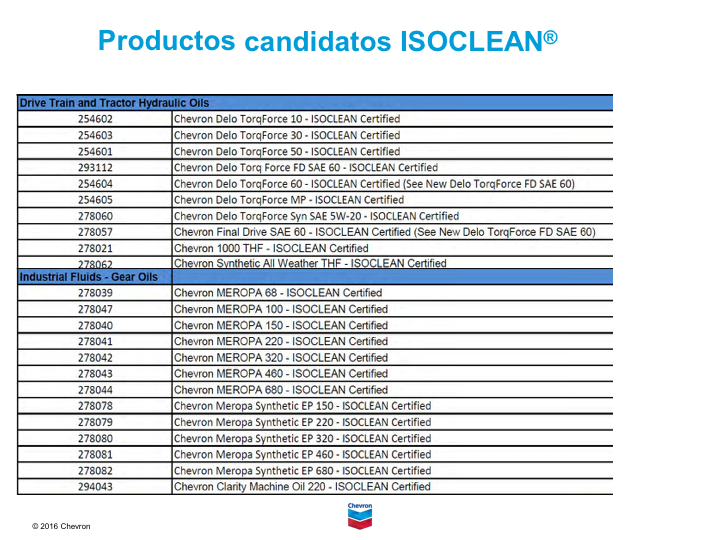 Productos candidatos ISOCLEAN®
Drive Train and Tractor Hydraulic Oils
254602 Chevron Delo TorqForce 10 - ISOCLEAN Certified
254603 Chevron Delo TorqForce 30 - ISOCLEAN Certified
254601 Chevron Delo TorqForce 50 - ISOCLEAN Certified
293112 Chevron Delo Torq Force FD SAE 60 - ISOCLEAN Certified
254604 Chevron Delo TorqForce 60 - ISOCLEAN Certified (See New Delo TorqForce FD SAE 60)
254605 Chevron Delo TorqForce MP - ISOCLEAN Certified
278060 Chevron Delo TorqForce Syn SAE 5W-20 - ISOCLEAN Certified
278057 Chevron Final Drive SAE 60 - ISOCLEAN Certified (See New Delo TorqForce FD SAE 60)
278021 Chevron 1000 THF - ISOCLEAN Certified
278062 Chevron Synthetic All Weather THF - ISOCLEAN Certified
Industrial Fluids - Gear Oils
278039 Chevron MEROPA 68 - ISOCLEAN Certified
278047 Chevron MEROPA 100 - ISOCLEAN Certified
278040 Chevron MEROPA 150 - ISOCLEAN Certified
278041 Chevron MEROPA 220 - ISOCLEAN Certified
278042 Chevron MEROPA 320 - ISOCLEAN Certified
278043 Chevron MEROPA 460 - ISOCLEAN Certified
278044 Chevron MEROPA 680 - ISOCLEAN Certified
278078 Chevron Meropa Synthetic EP 150 - ISOCLEAN Certified
278079 Chevron Meropa Synthetic EP 220 - ISOCLEAN Certified
278080 Chevron Meropa Synthetic EP 320 - ISOCLEAN Certified
278081 Chevron Meropa Synthetic EP 460 - ISOCLEAN Certified
278082 Chevron Meropa Synthetic EP 680 - ISOCLEAN Certified
294043 Chevron Clarity Machine Oil 220 - ISOCLEAN Certified
Chevron
© 2016 Chevron